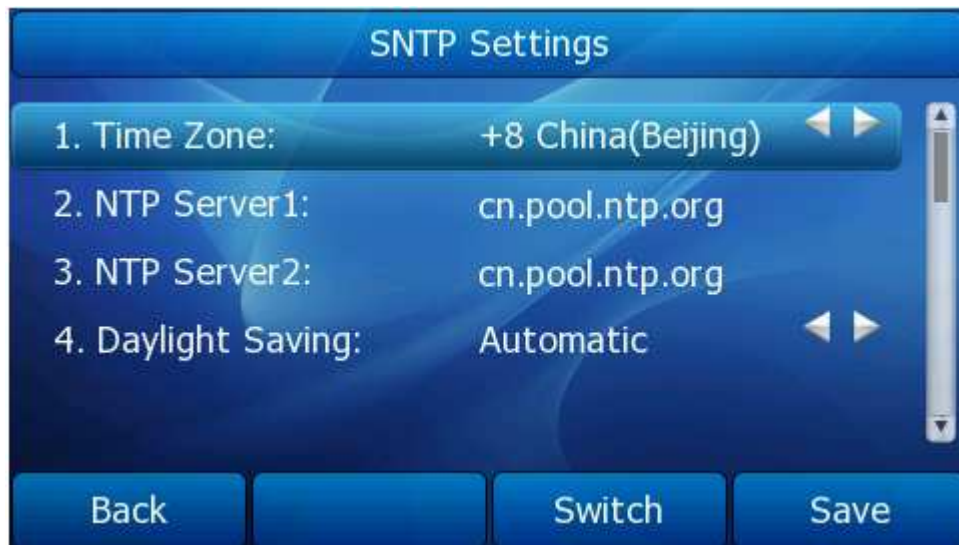 SNTP Settings
1. Time Zone: +8 China(Beijing)
2. NTP Server1: cn.pool.ntp.org
3. NTP Server2: cn.pool.ntp.org
4. Daylight Saving: Automatic
Back Switch Save